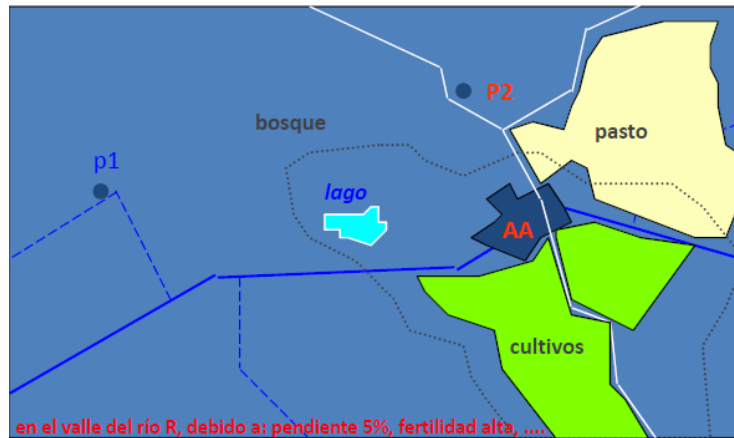 P2
bosque
pasto
p1
lago
AA
cultivos
en el valle del río R, debido a: pendiente 5%, fertilidad alta, ....